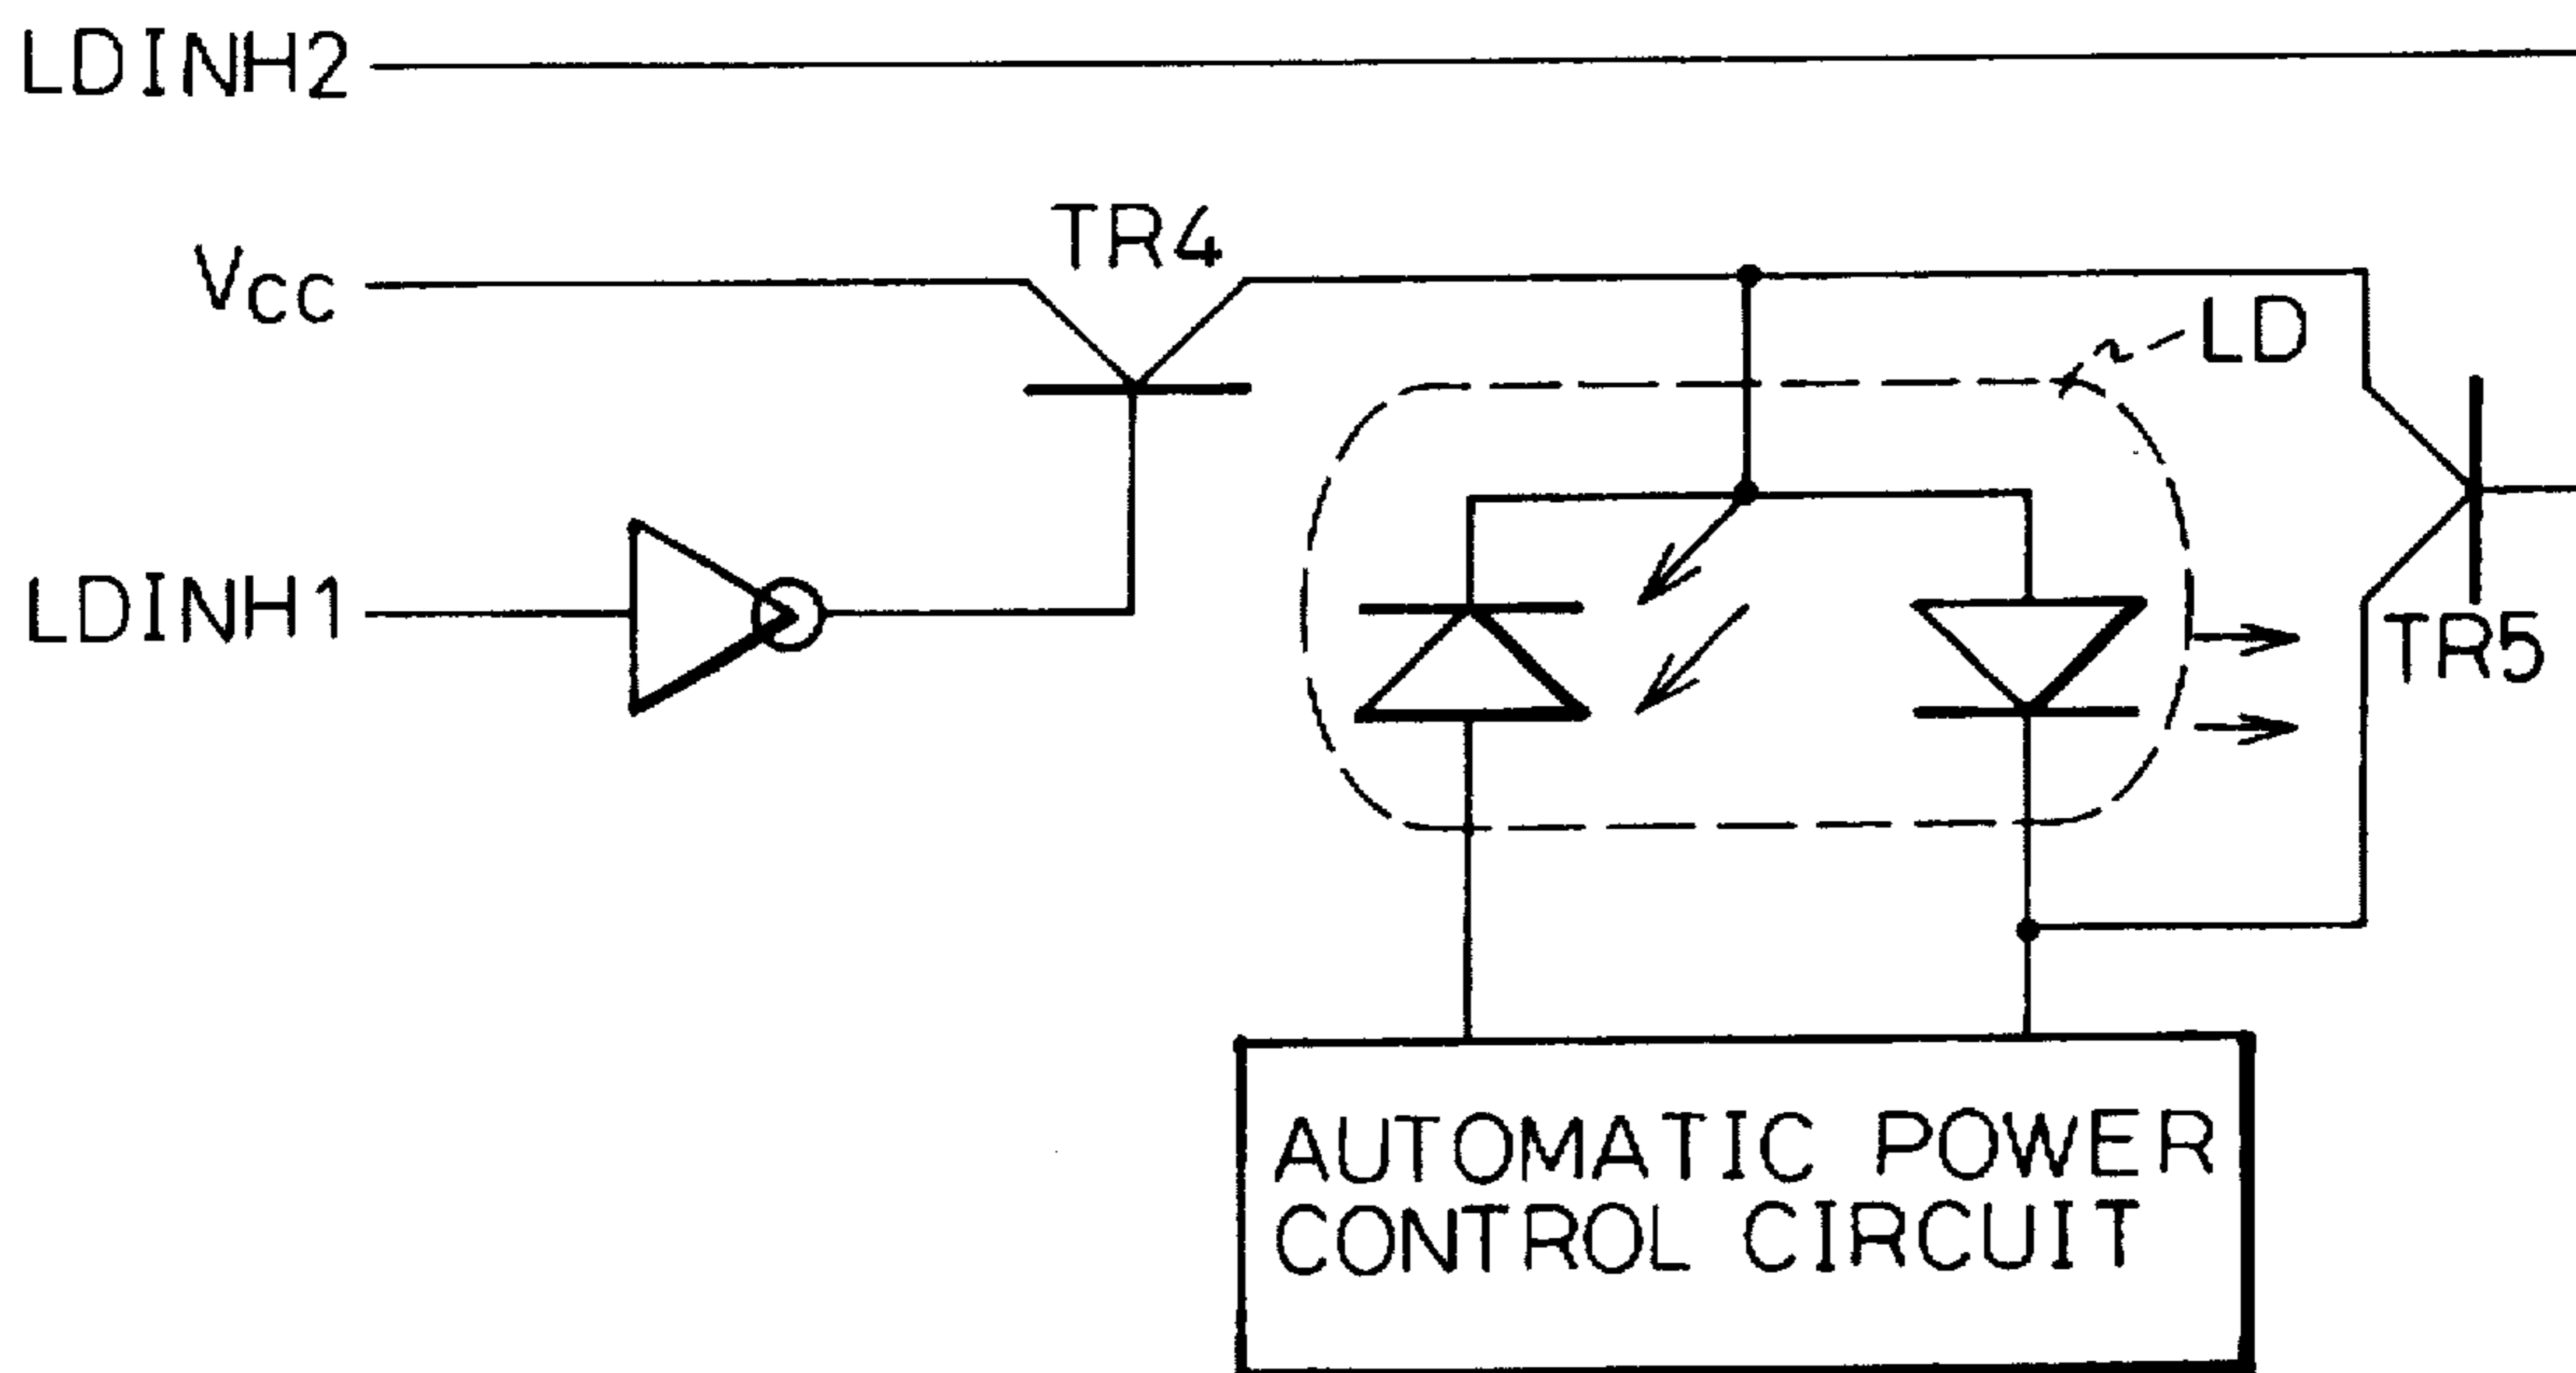 LDINH2
TR4
VCC
LD
LDINH1
TR5
AUTOMATIC POWER
CONTROL CIRCUIT